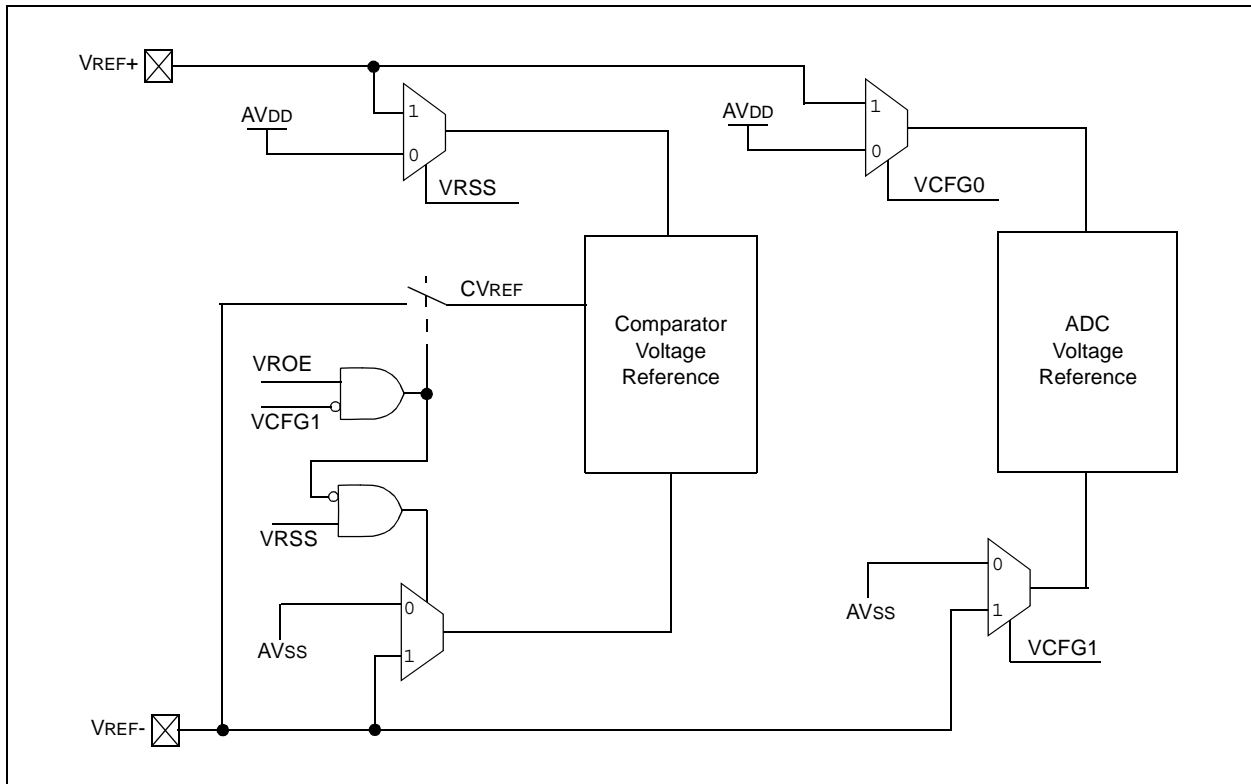 VREF+
AVDD
1
0
VRSS
AVDD
1
0
VCFG0
CVREF
Comparator
Voltage
Reference
ADC
Voltage
Reference
VROE
VCFG1
VRSS
AVSS
0
1
AVSS
0
1
VCFG1
VREF-